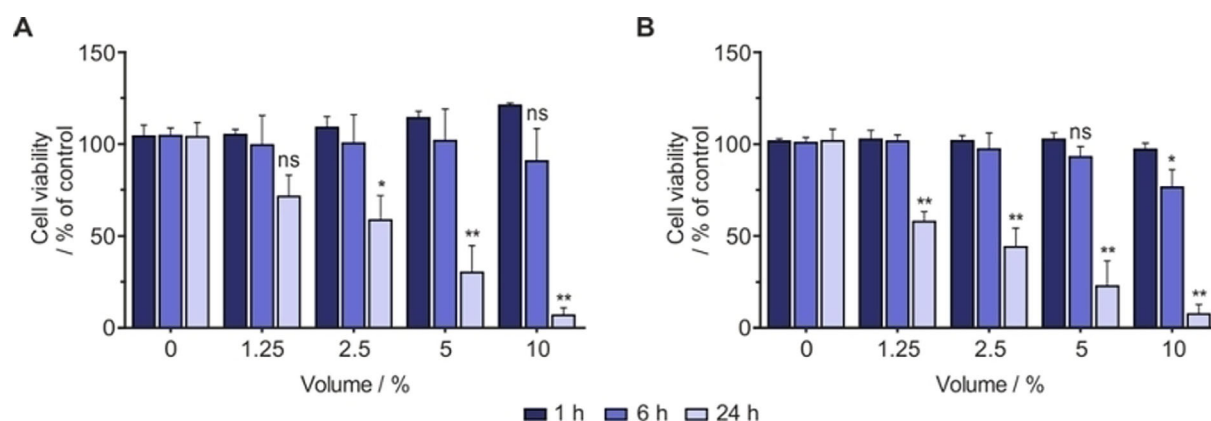 A
Cell viability
/ % of control
150
100
50
0
ns
*
**
ns
**
0 1.25 2.5 5 10
Volume / %
B
Cell viability
/ % of control
150
100
50
0
**
**
ns
**
*
**
0 1.25 2.5 5 10
Volume / %
1 h 6 h 24 h